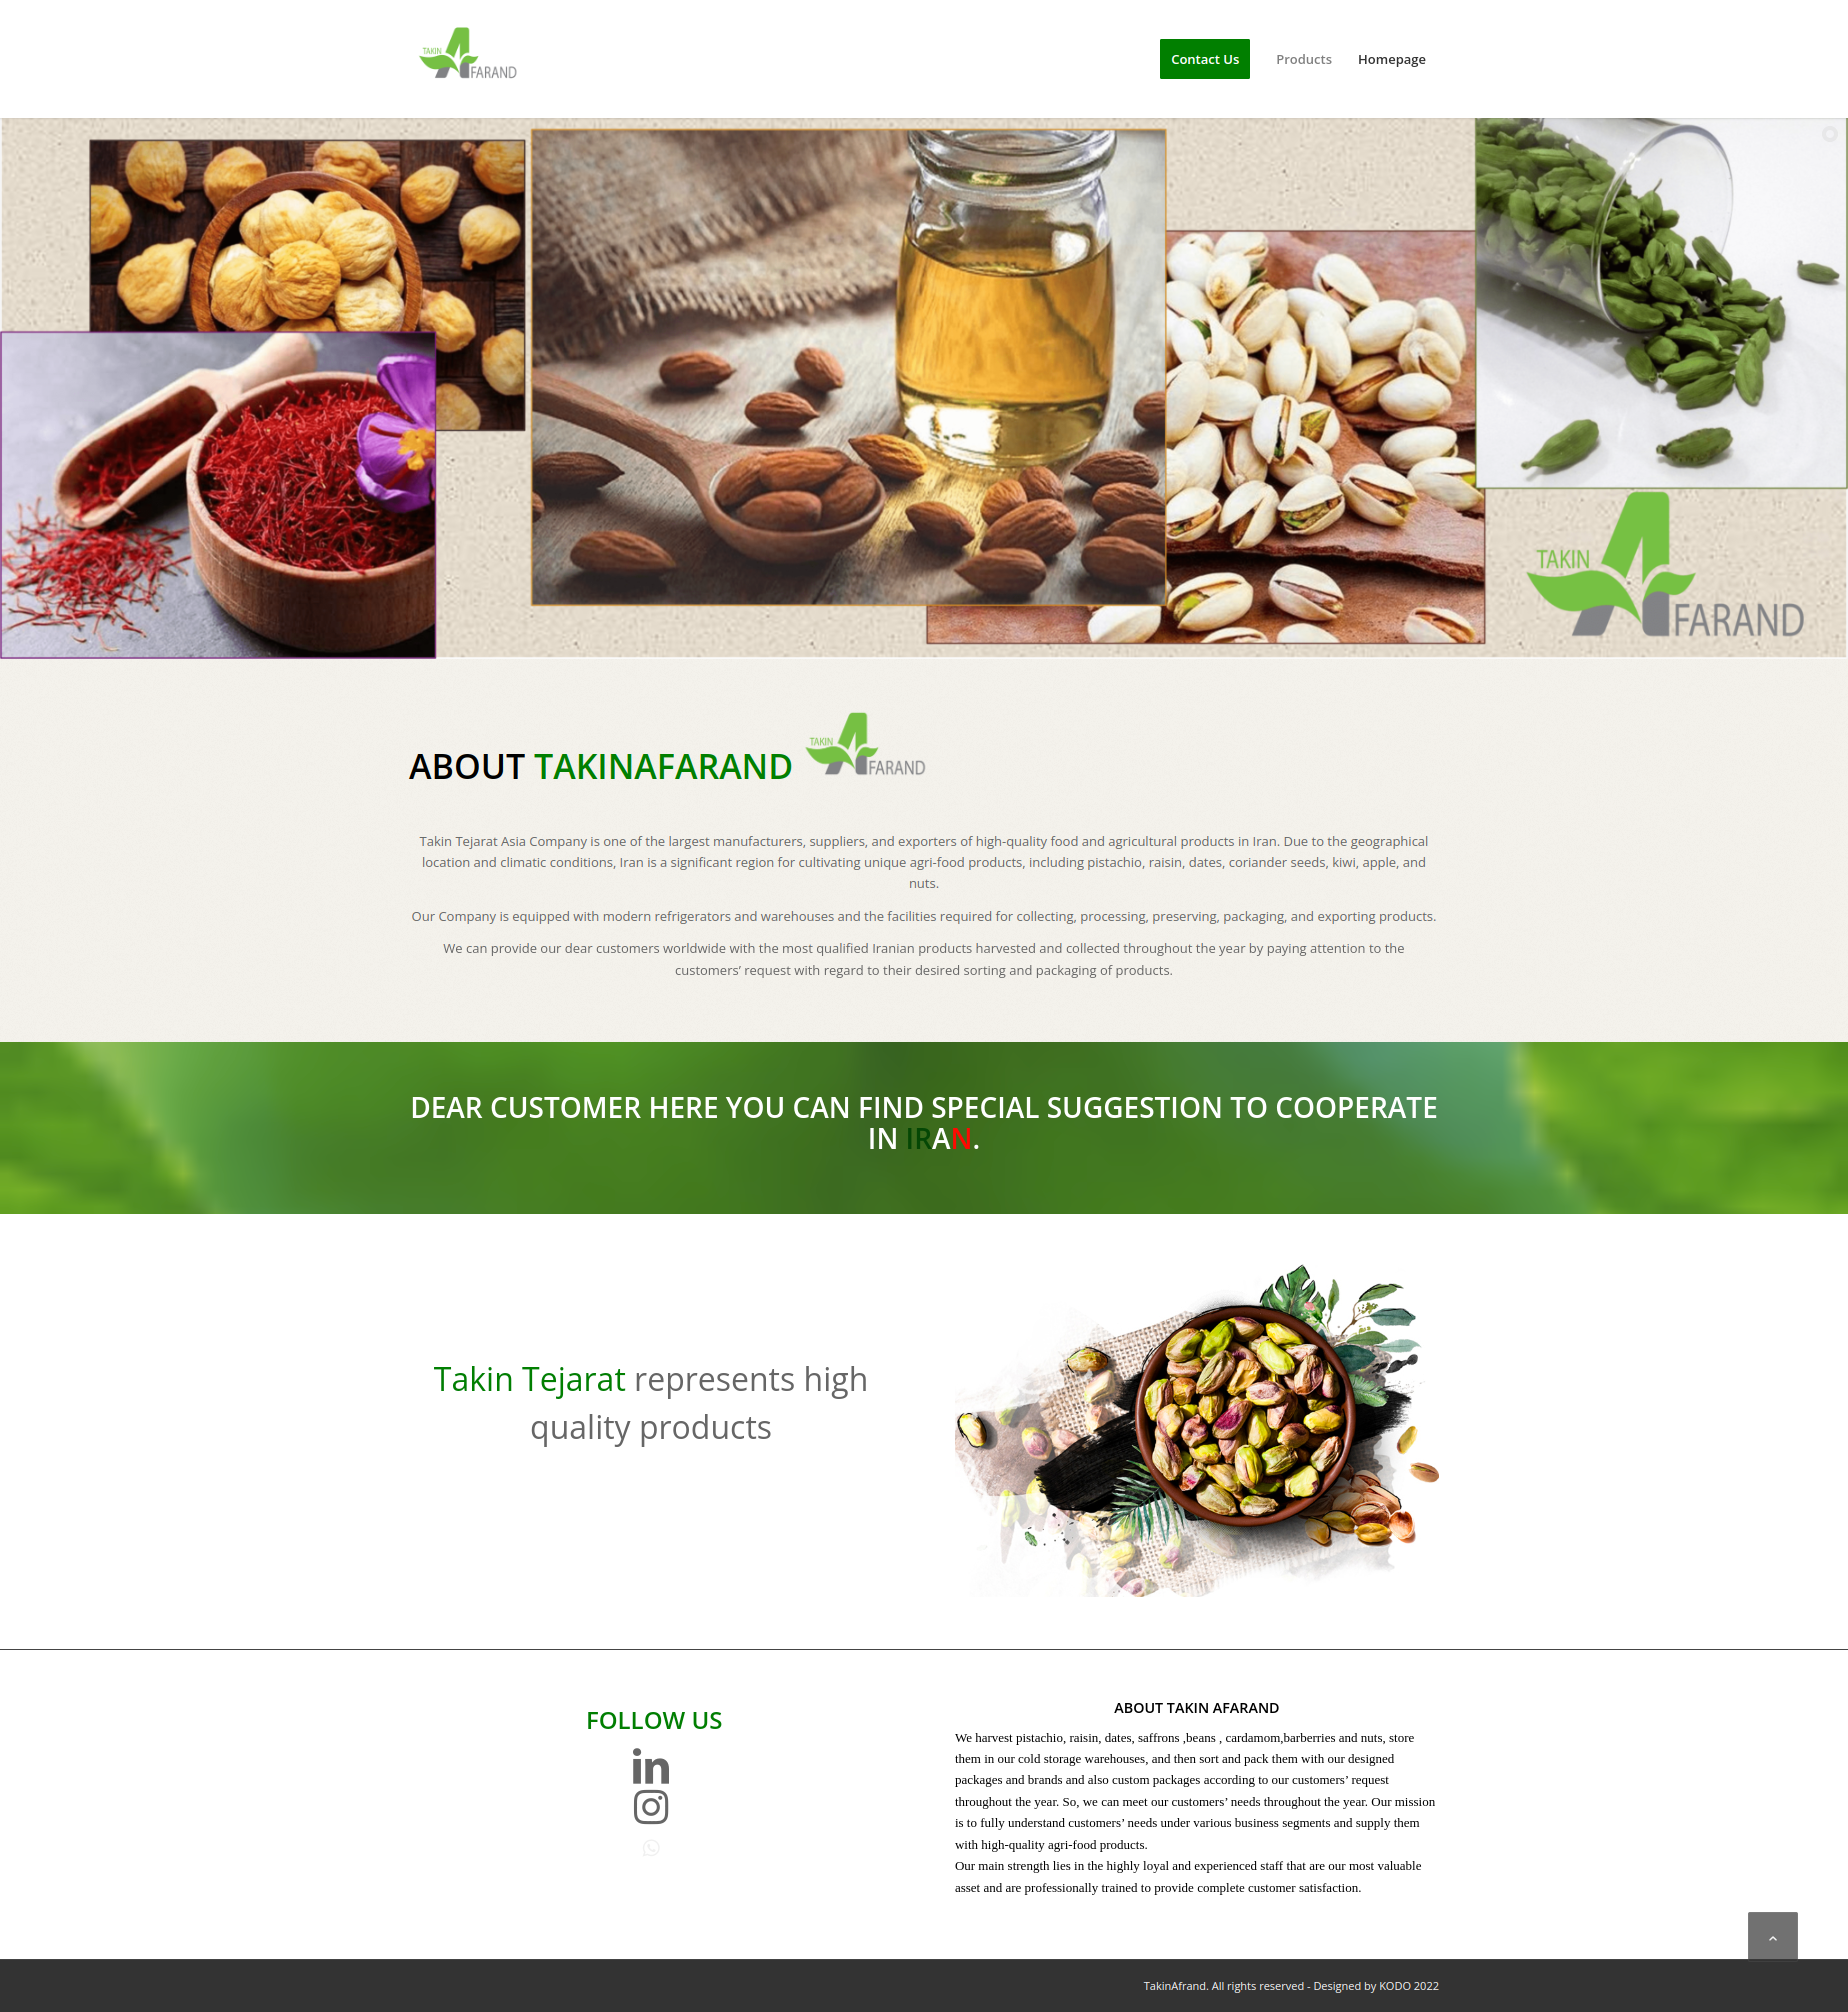 TAKIN
FARAND
Contact Us
Products
Homepage
TAKIN
FARAND
ABOUT TAKINAFARAND
TAKIN
FARAND
Takin Tejarat Asia Company is one of the largest manufacturers, suppliers, and exporters of high-quality food and agricultural products in Iran. Due to the geographical
location and climatic conditions, Iran is a significant region for cultivating unique agri-food products, including pistachio, raisin, dates, coriander seeds, kiwi, apple, and
nuts.
Our Company is equipped with modern refrigerators and warehouses and the facilities required for collecting, processing, preserving, packaging, and exporting products.
We can provide our dear customers worldwide with the most qualified Iranian products harvested and collected throughout the year by paying attention to the
customers’ request with regard to their desired sorting and packaging of products.
DEAR CUSTOMER HERE YOU CAN FIND SPECIAL SUGGESTION TO COOPERATE
IN IRAN.
Takin Tejarat represents high
quality products
FOLLOW US
ABOUT TAKIN AFARAND
We harvest pistachio, raisin, dates, saffrons ,beans , cardamom,barberries and nuts, store
them in our cold storage warehouses, and then sort and pack them with our designed
packages and brands and also custom packages according to our customers’ request
throughout the year. So, we can meet our customers’ needs throughout the year. Our mission
is to fully understand customers’ needs under various business segments and supply them
with high-quality agri-food products.
Our main strength lies in the highly loyal and experienced staff that are our most valuable
asset and are professionally trained to provide complete customer satisfaction.
TakinAfrand. All rights reserved - Designed by KODO 2022